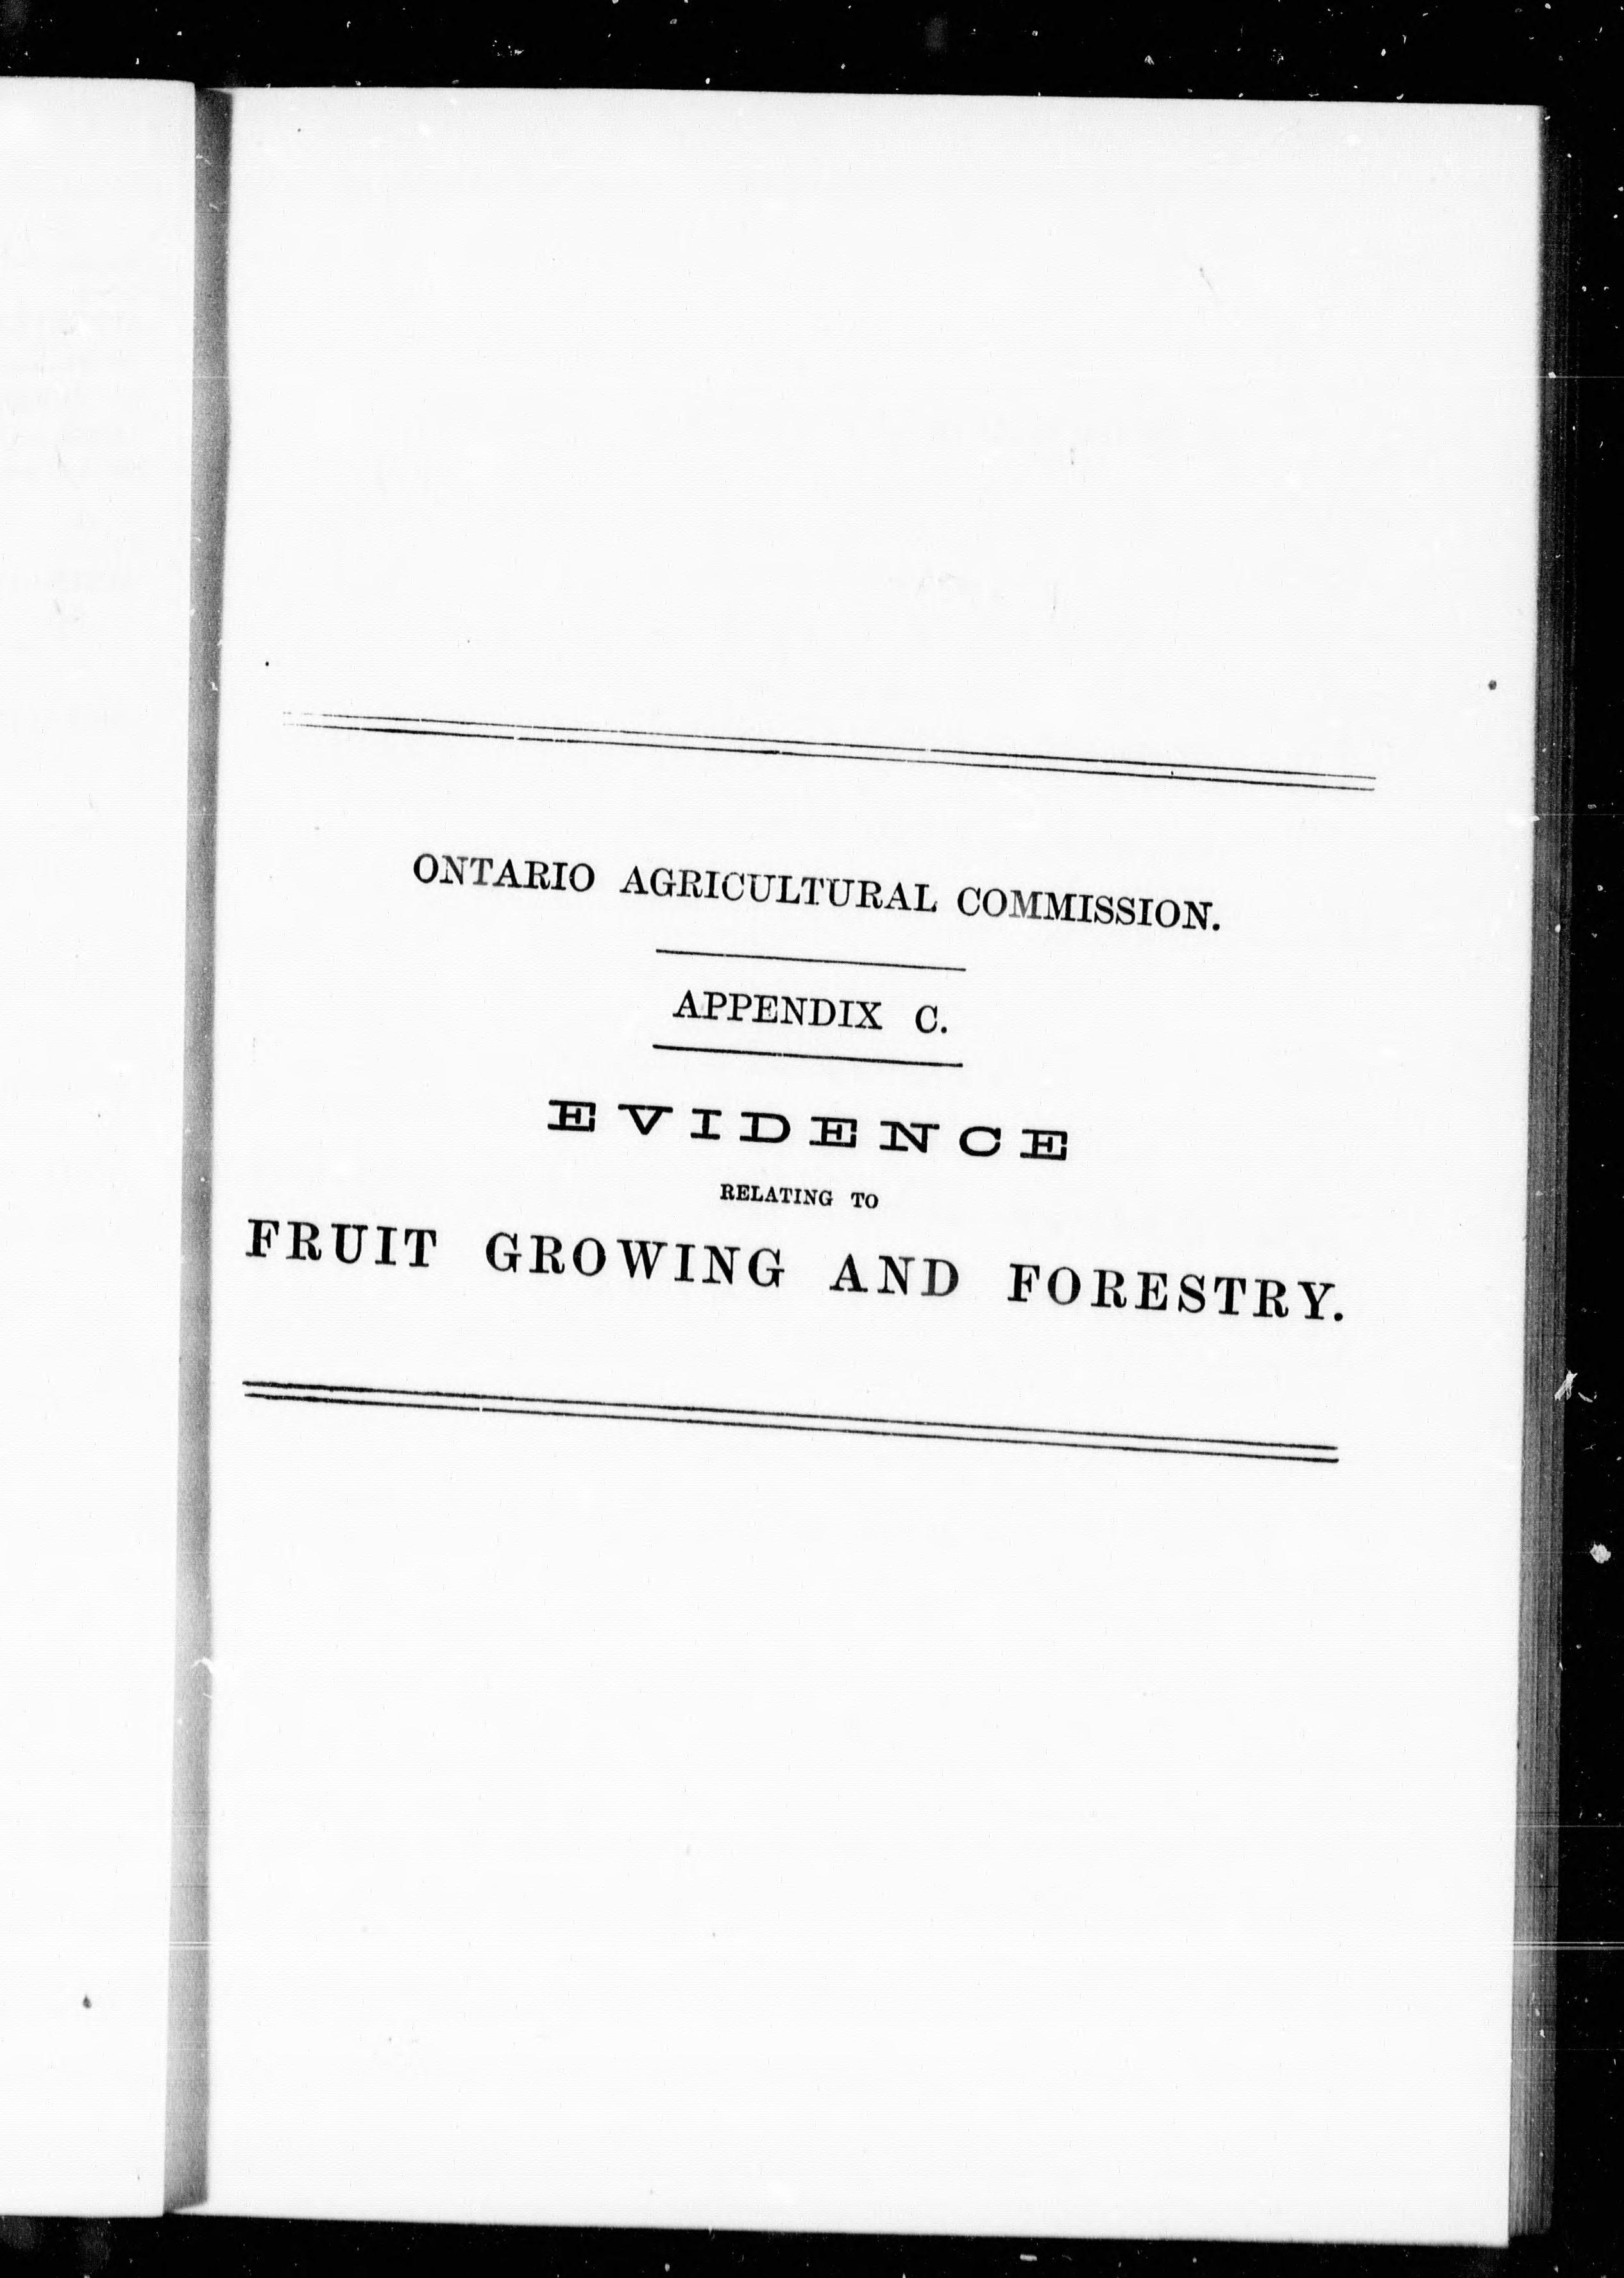 ONTARIO AGRICULTURAL COMMISSION.
APPENDIX C.
EVIDENCE
RELATING TO
FRUIT GROWING AND FORESTRY.